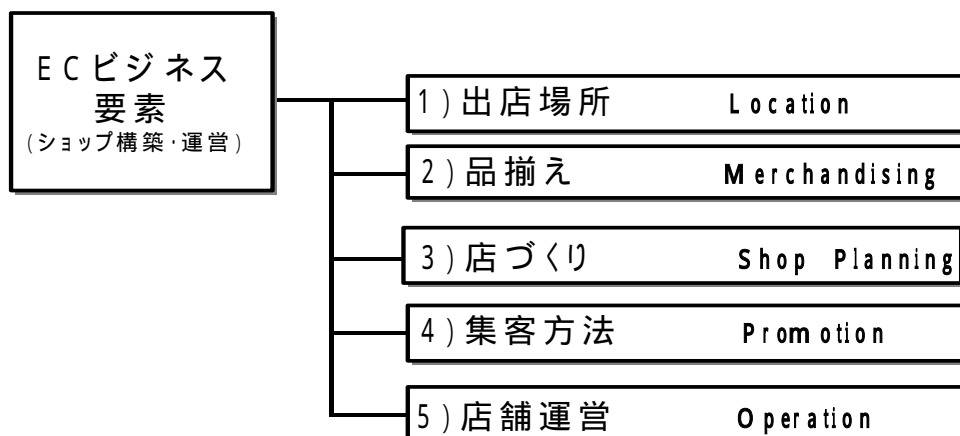 ECビジネス
要素
(ショップ構築・運営)
1)出店場所 Location
2)品揃え Merchandising
3)店づくり Shop Planning
4)集客方法 Promotion
5)店舗運営 Operation